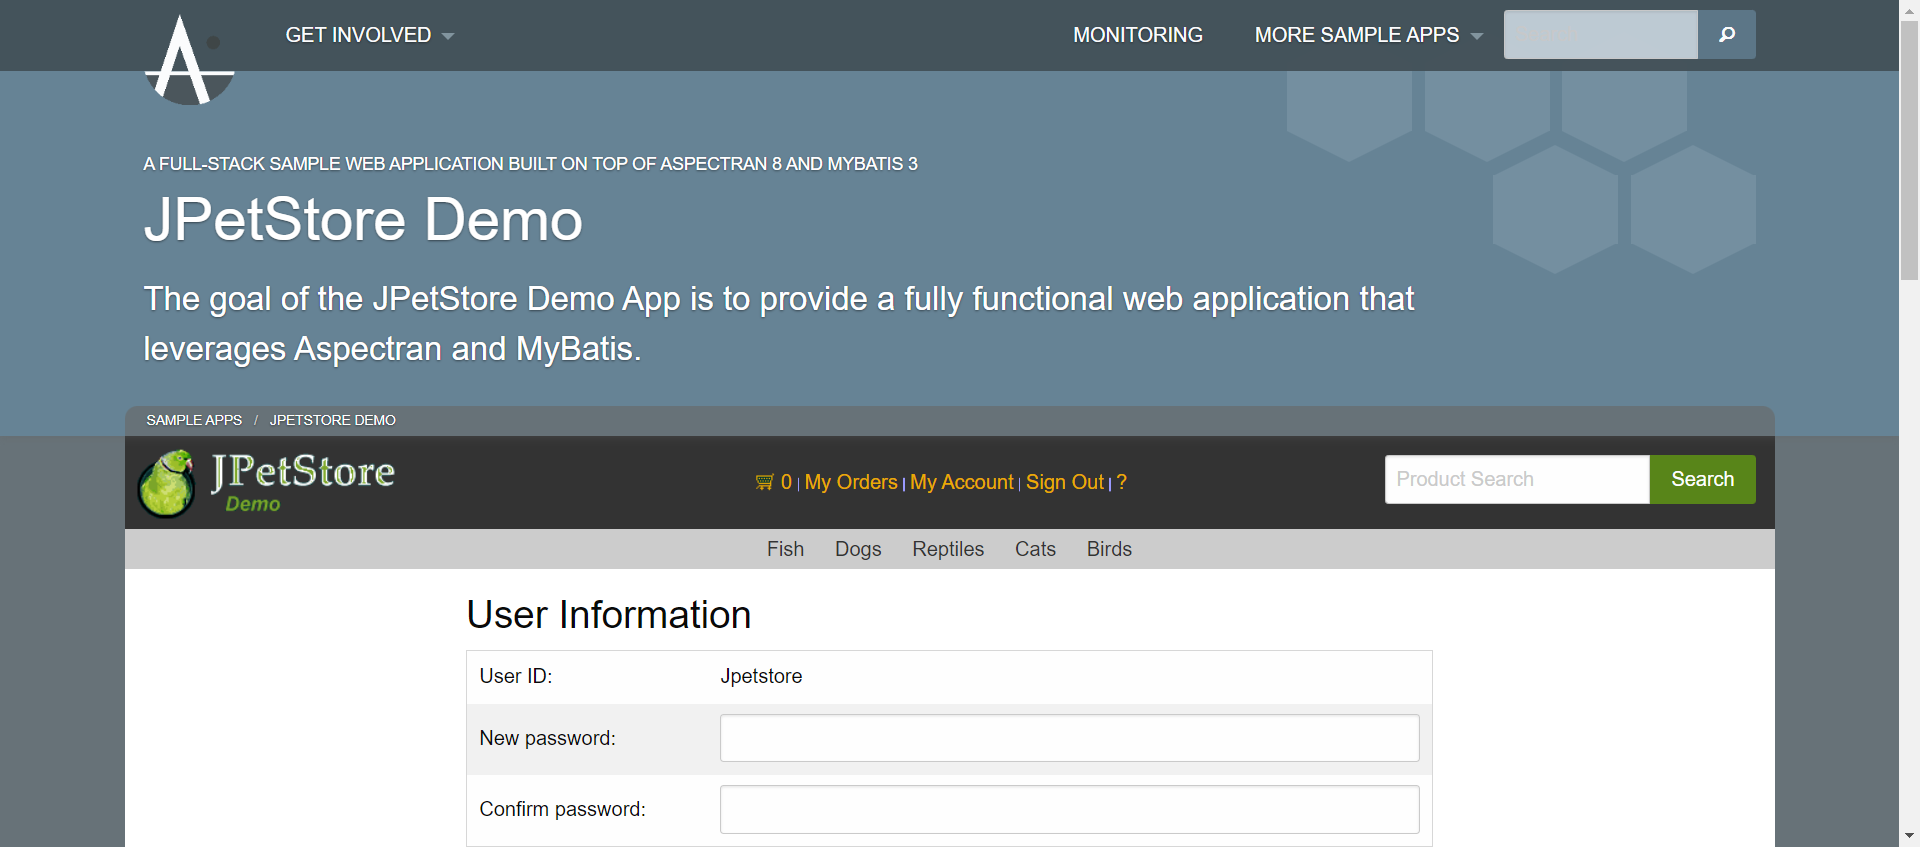 GET INVOLVED
MONITORING
MORE SAMPLE APPS
A FULL-STACK SAMPLE WEB APPLICATION BUILT ON TOP OF ASPECTRAN 8 AND MYBATIS 3
JPetStore Demo
The goal of the JPetStore Demo App is to provide a fully functional web application that
leverages Aspectran and MyBatis.
SAMPLE APPS / JPETSTORE DEMO
JPetStore
Demo
0 | My Orders | My Account | Sign Out | ?
Product Search
Search
Fish Dogs Reptiles Cats Birds
User Information
User ID: Jpetstore
New password:
Confirm password: